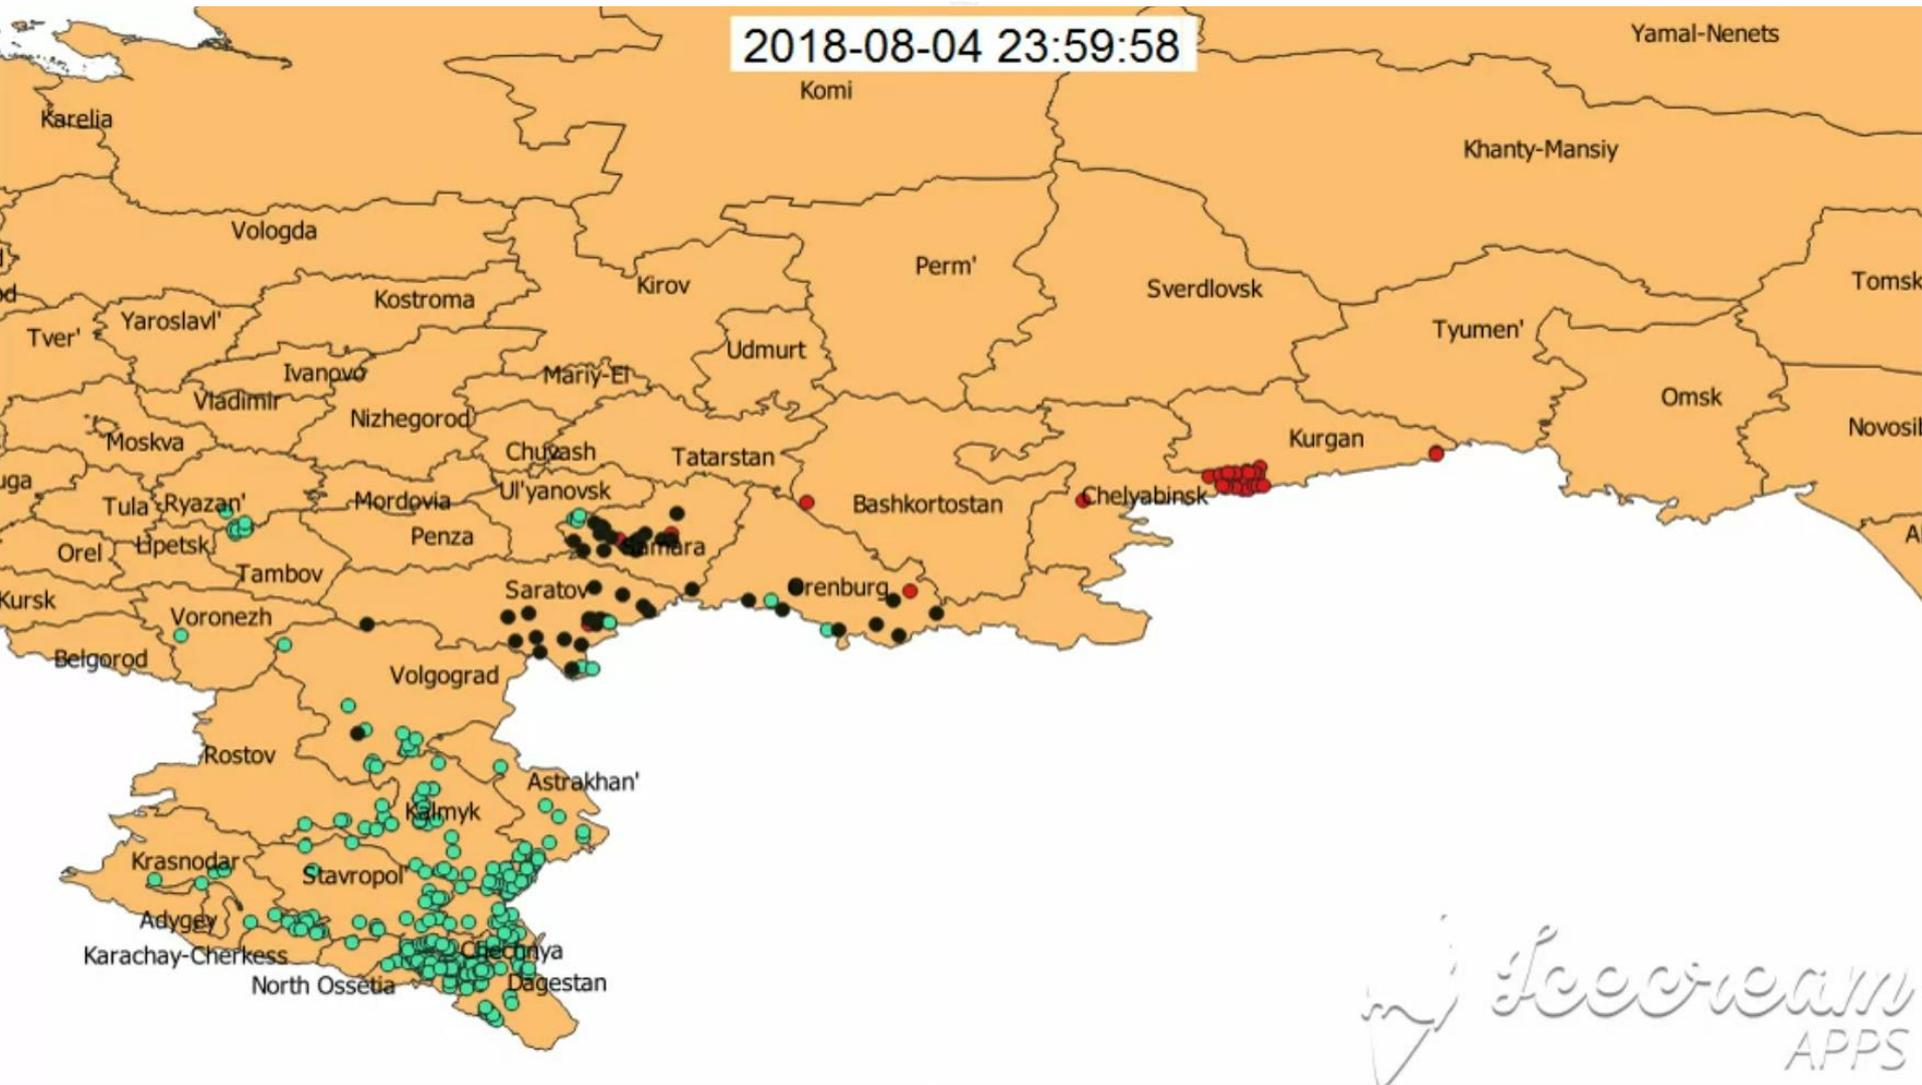 2018-08-04 23:59:58
Yamal-Nenets
Komi
Karelia
Khanty-Mansiy
Vologda
Perm'
Tomsk
Kirov
Sverdlovsk
Kostroma
Yaroslavl'
Tver'
Tyumen'
Udmurt
Ivanovo
Mariy-El
Vladimir
Omsk
Nizhegorod
Novosib
Moskva
Kurgan
Chuvash
Tatarstan
uga
Ul'yanovsk
Chelyabinsk
Tula
Ryazan'
Mordovia
Bashkortostan
Penza
Lipetsk
Samara
Orel
Tambov
Orenburg
Saratov
Kursk
Voronezh
Belgorod
Volgograd
Rostov
Astrakhan'
Kalmyk
Krasnodar
Stavropol'
Adygey
Chechnya
Karachay-Cherkess
North Ossetia
Dagestan
Icecream
APPS